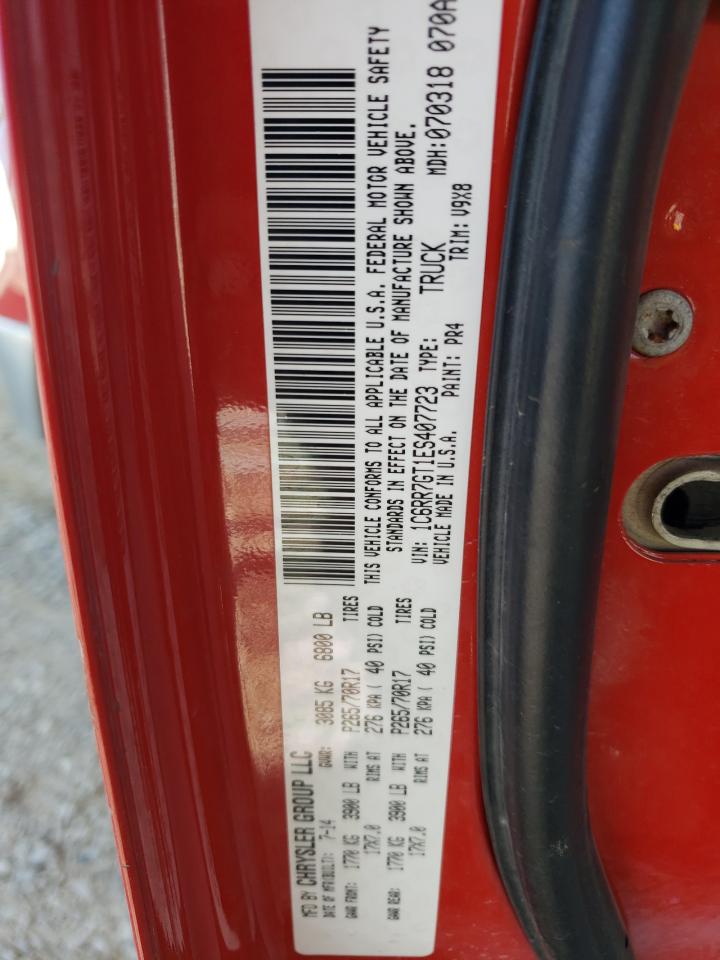 MFD BY CHRYSLER GROUP LLC
DATE OF MFR(BUILT): 7-14 GVWR: 3085 KG 6800 LB
GAWR FRONT: 1770 KG 3900 LB WITH P265/70R17 TIRES
17X7.0 RIMS AT 276 KPA ( 40 PSI) COLD
GAWR REAR: 1770 KG 3900 LB WITH P265/70R17 TIRES
17X7.0 RIMS AT 276 KPA ( 40 PSI) COLD
THIS VEHICLE CONFORMS TO ALL APPLICABLE U.S.A. FEDERAL MOTOR VEHICLE SAFETY
STANDARDS IN EFFECT ON THE DATE OF MANUFACTURE SHOWN ABOVE.
VIN: 1C6RR7GT1ES407723 TYPE: TRUCK MDH:070318 070A
VEHICLE MADE IN U.S.A. PAINT: PR4 TRIM: V9X8